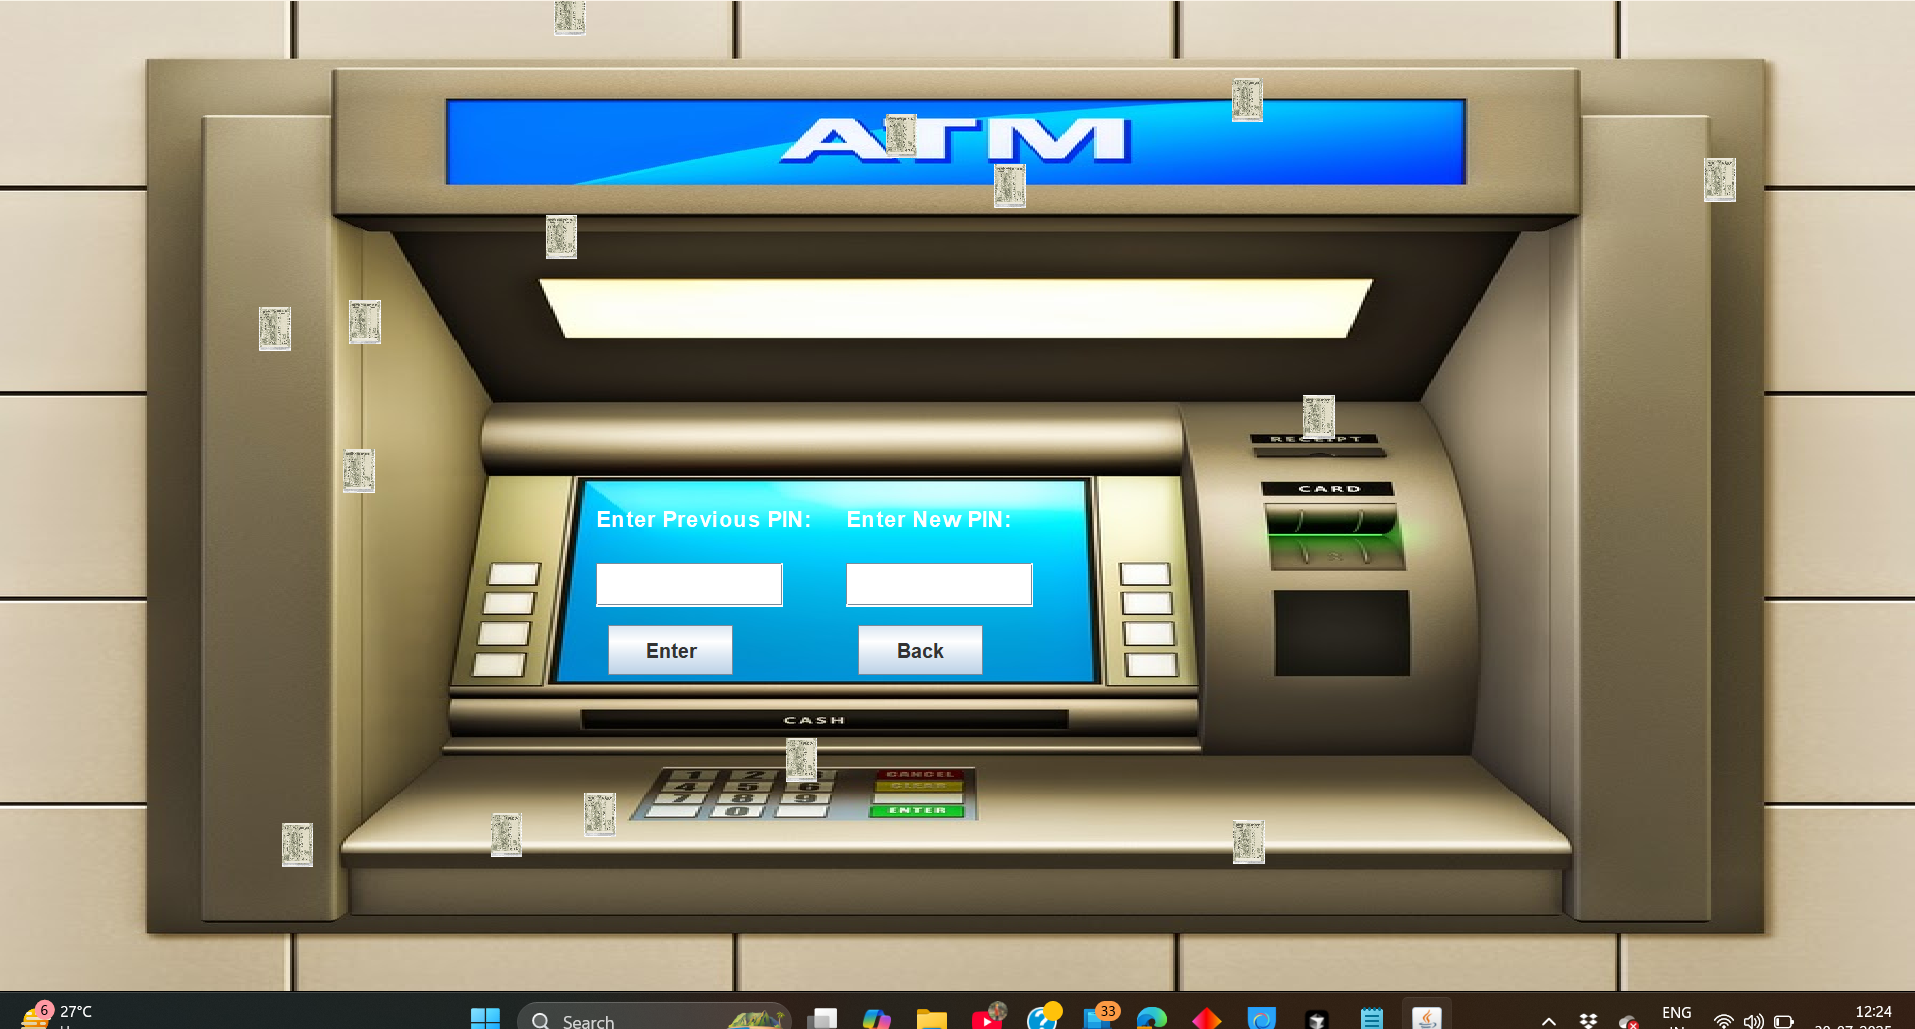 ATM
RECEIPT
CARD
Enter Previous PIN: Enter New PIN:
Enter Back
CASH
1 2 3 CANCEL
4 5 6 CLEAR
7 8 9
0 ENTER
6
27°C
Search
33
ENG
IN
12:24